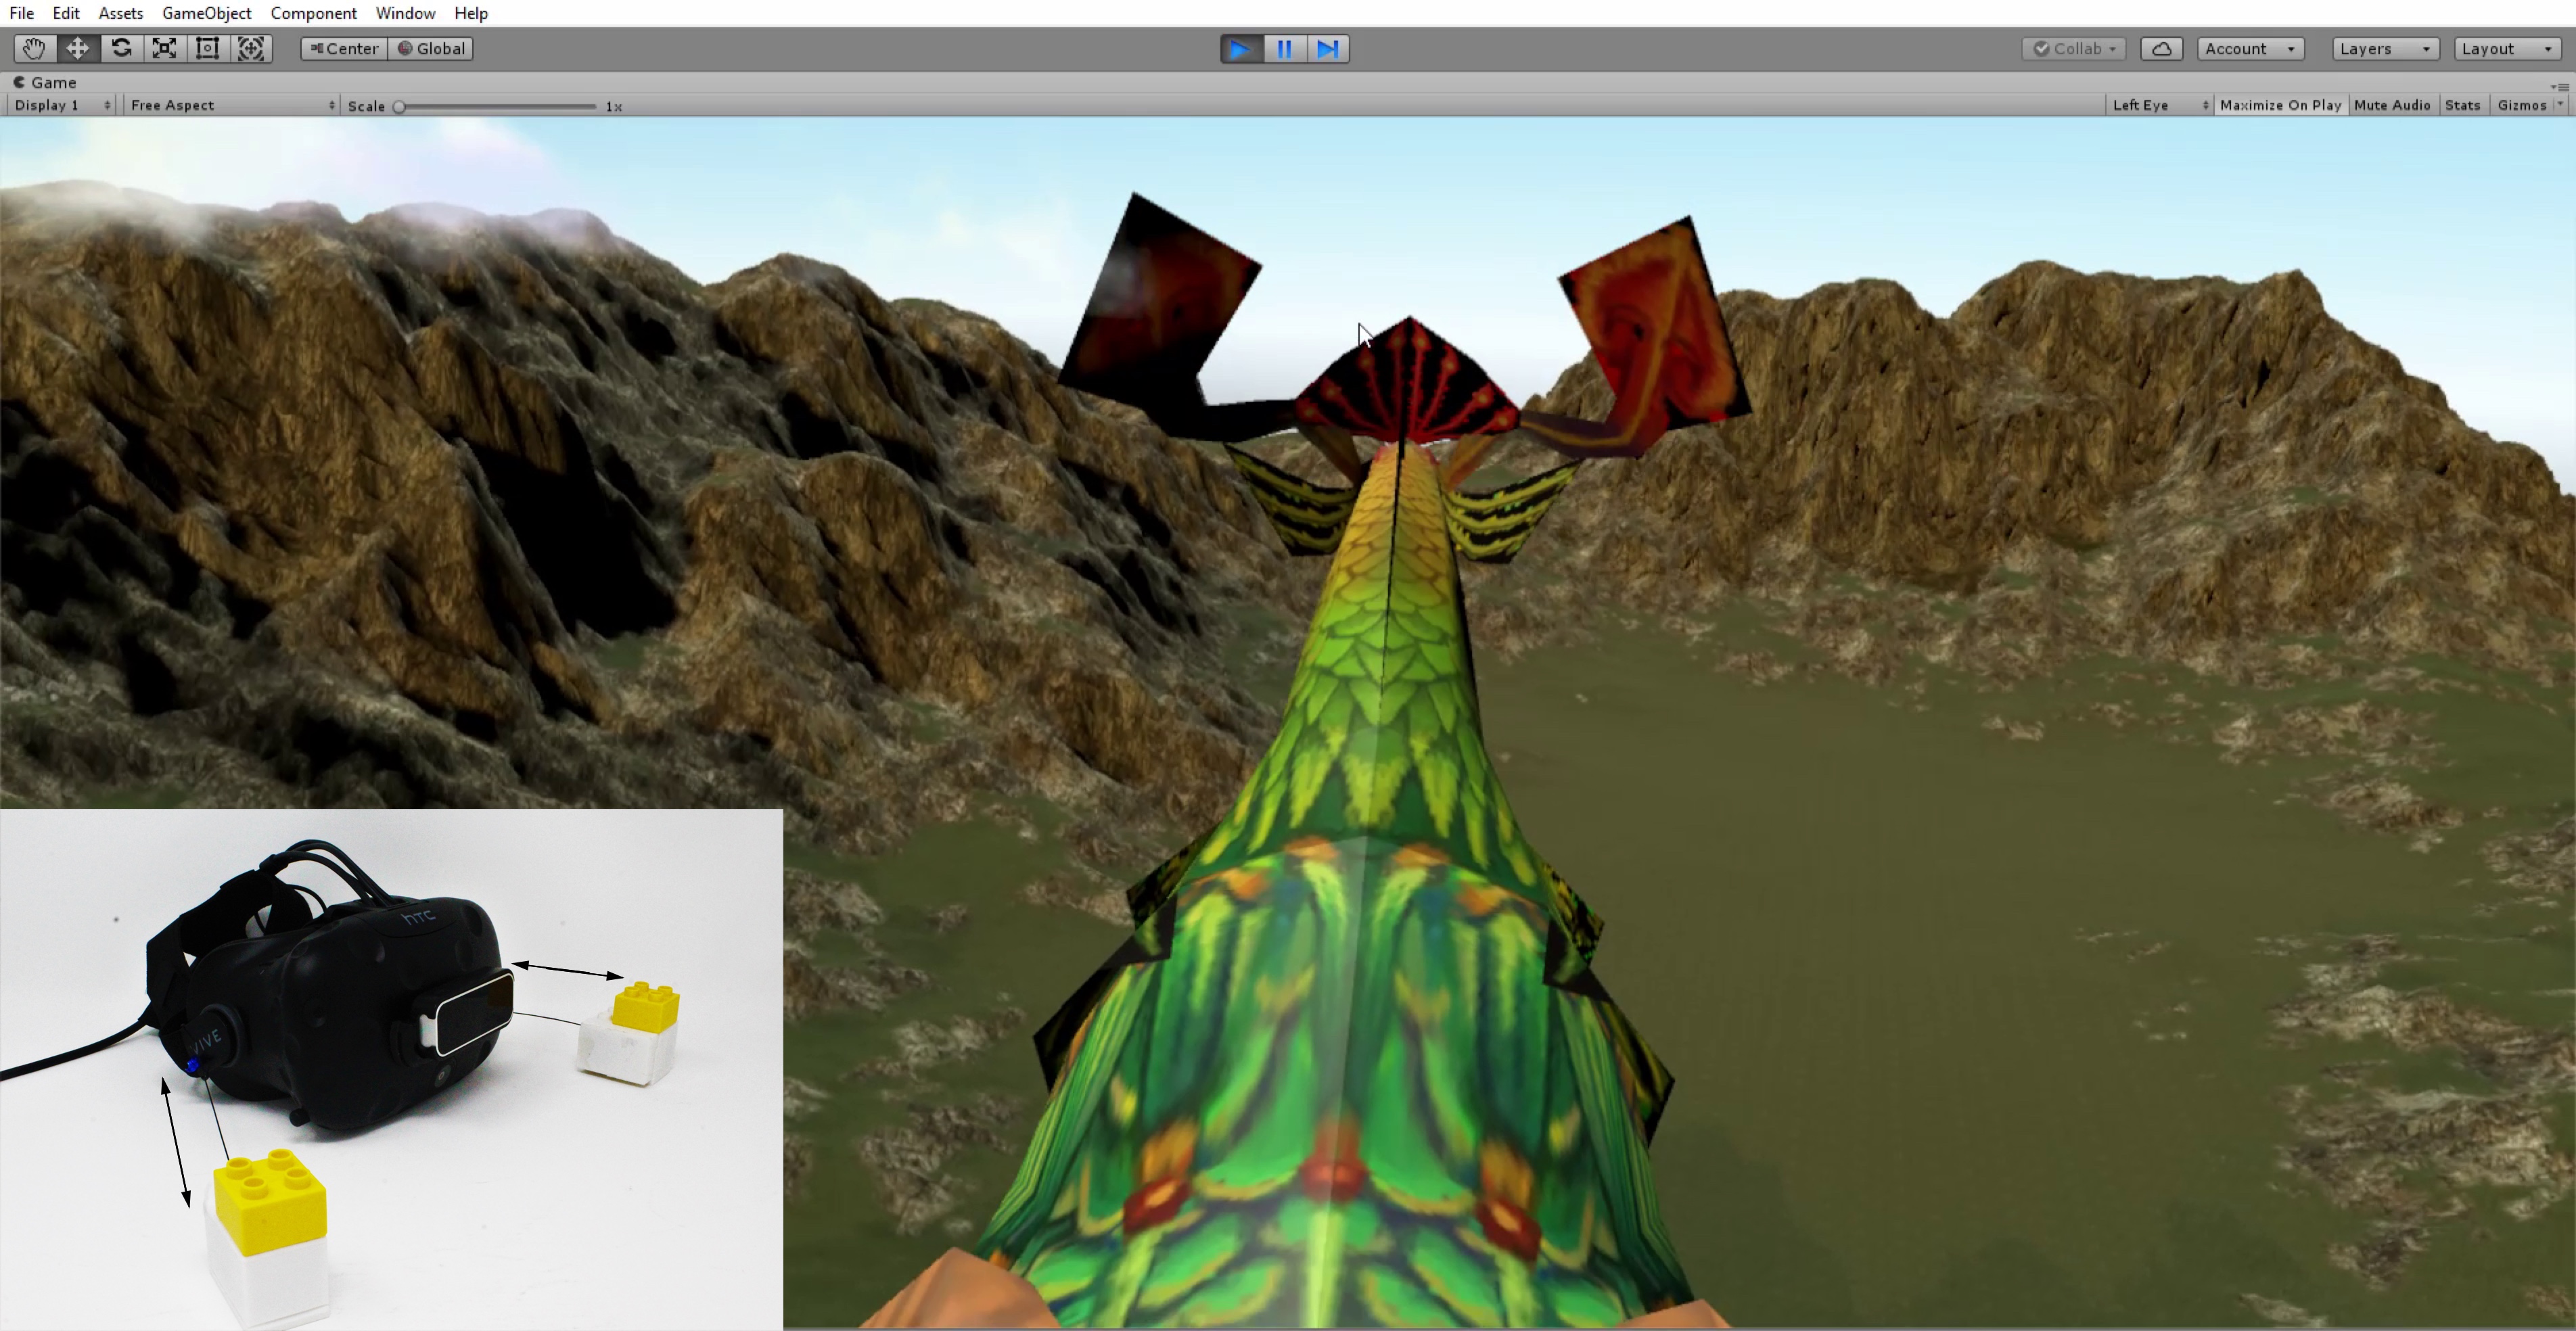 File Edit Assets GameObject Component Window Help
Center Global Collab Account Layers Layout
Game
Display 1 Free Aspect Scale 1x Left Eye Maximize On Play Mute Audio Stats Gizmos
hTC
VIVE